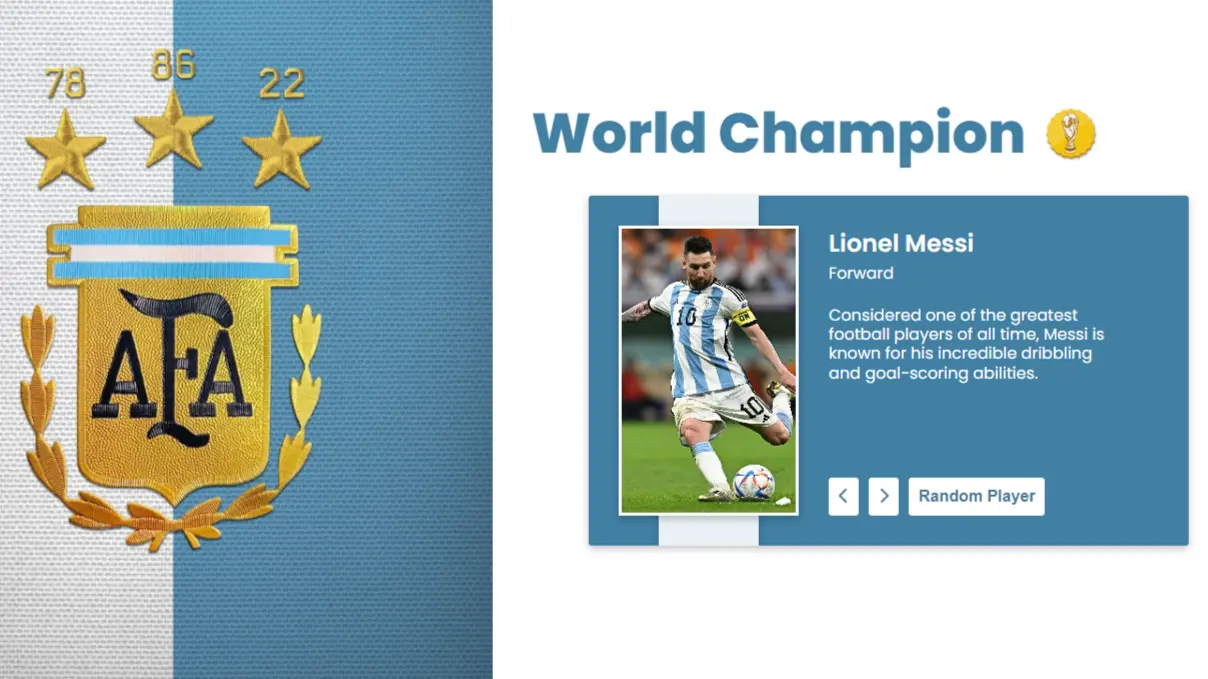 78
86
22
AFA
World Champion
Lionel Messi
Forward
Considered one of the greatest
football players of all time, Messi is
known for his incredible dribbling
and goal-scoring abilities.
10
10
Random Player